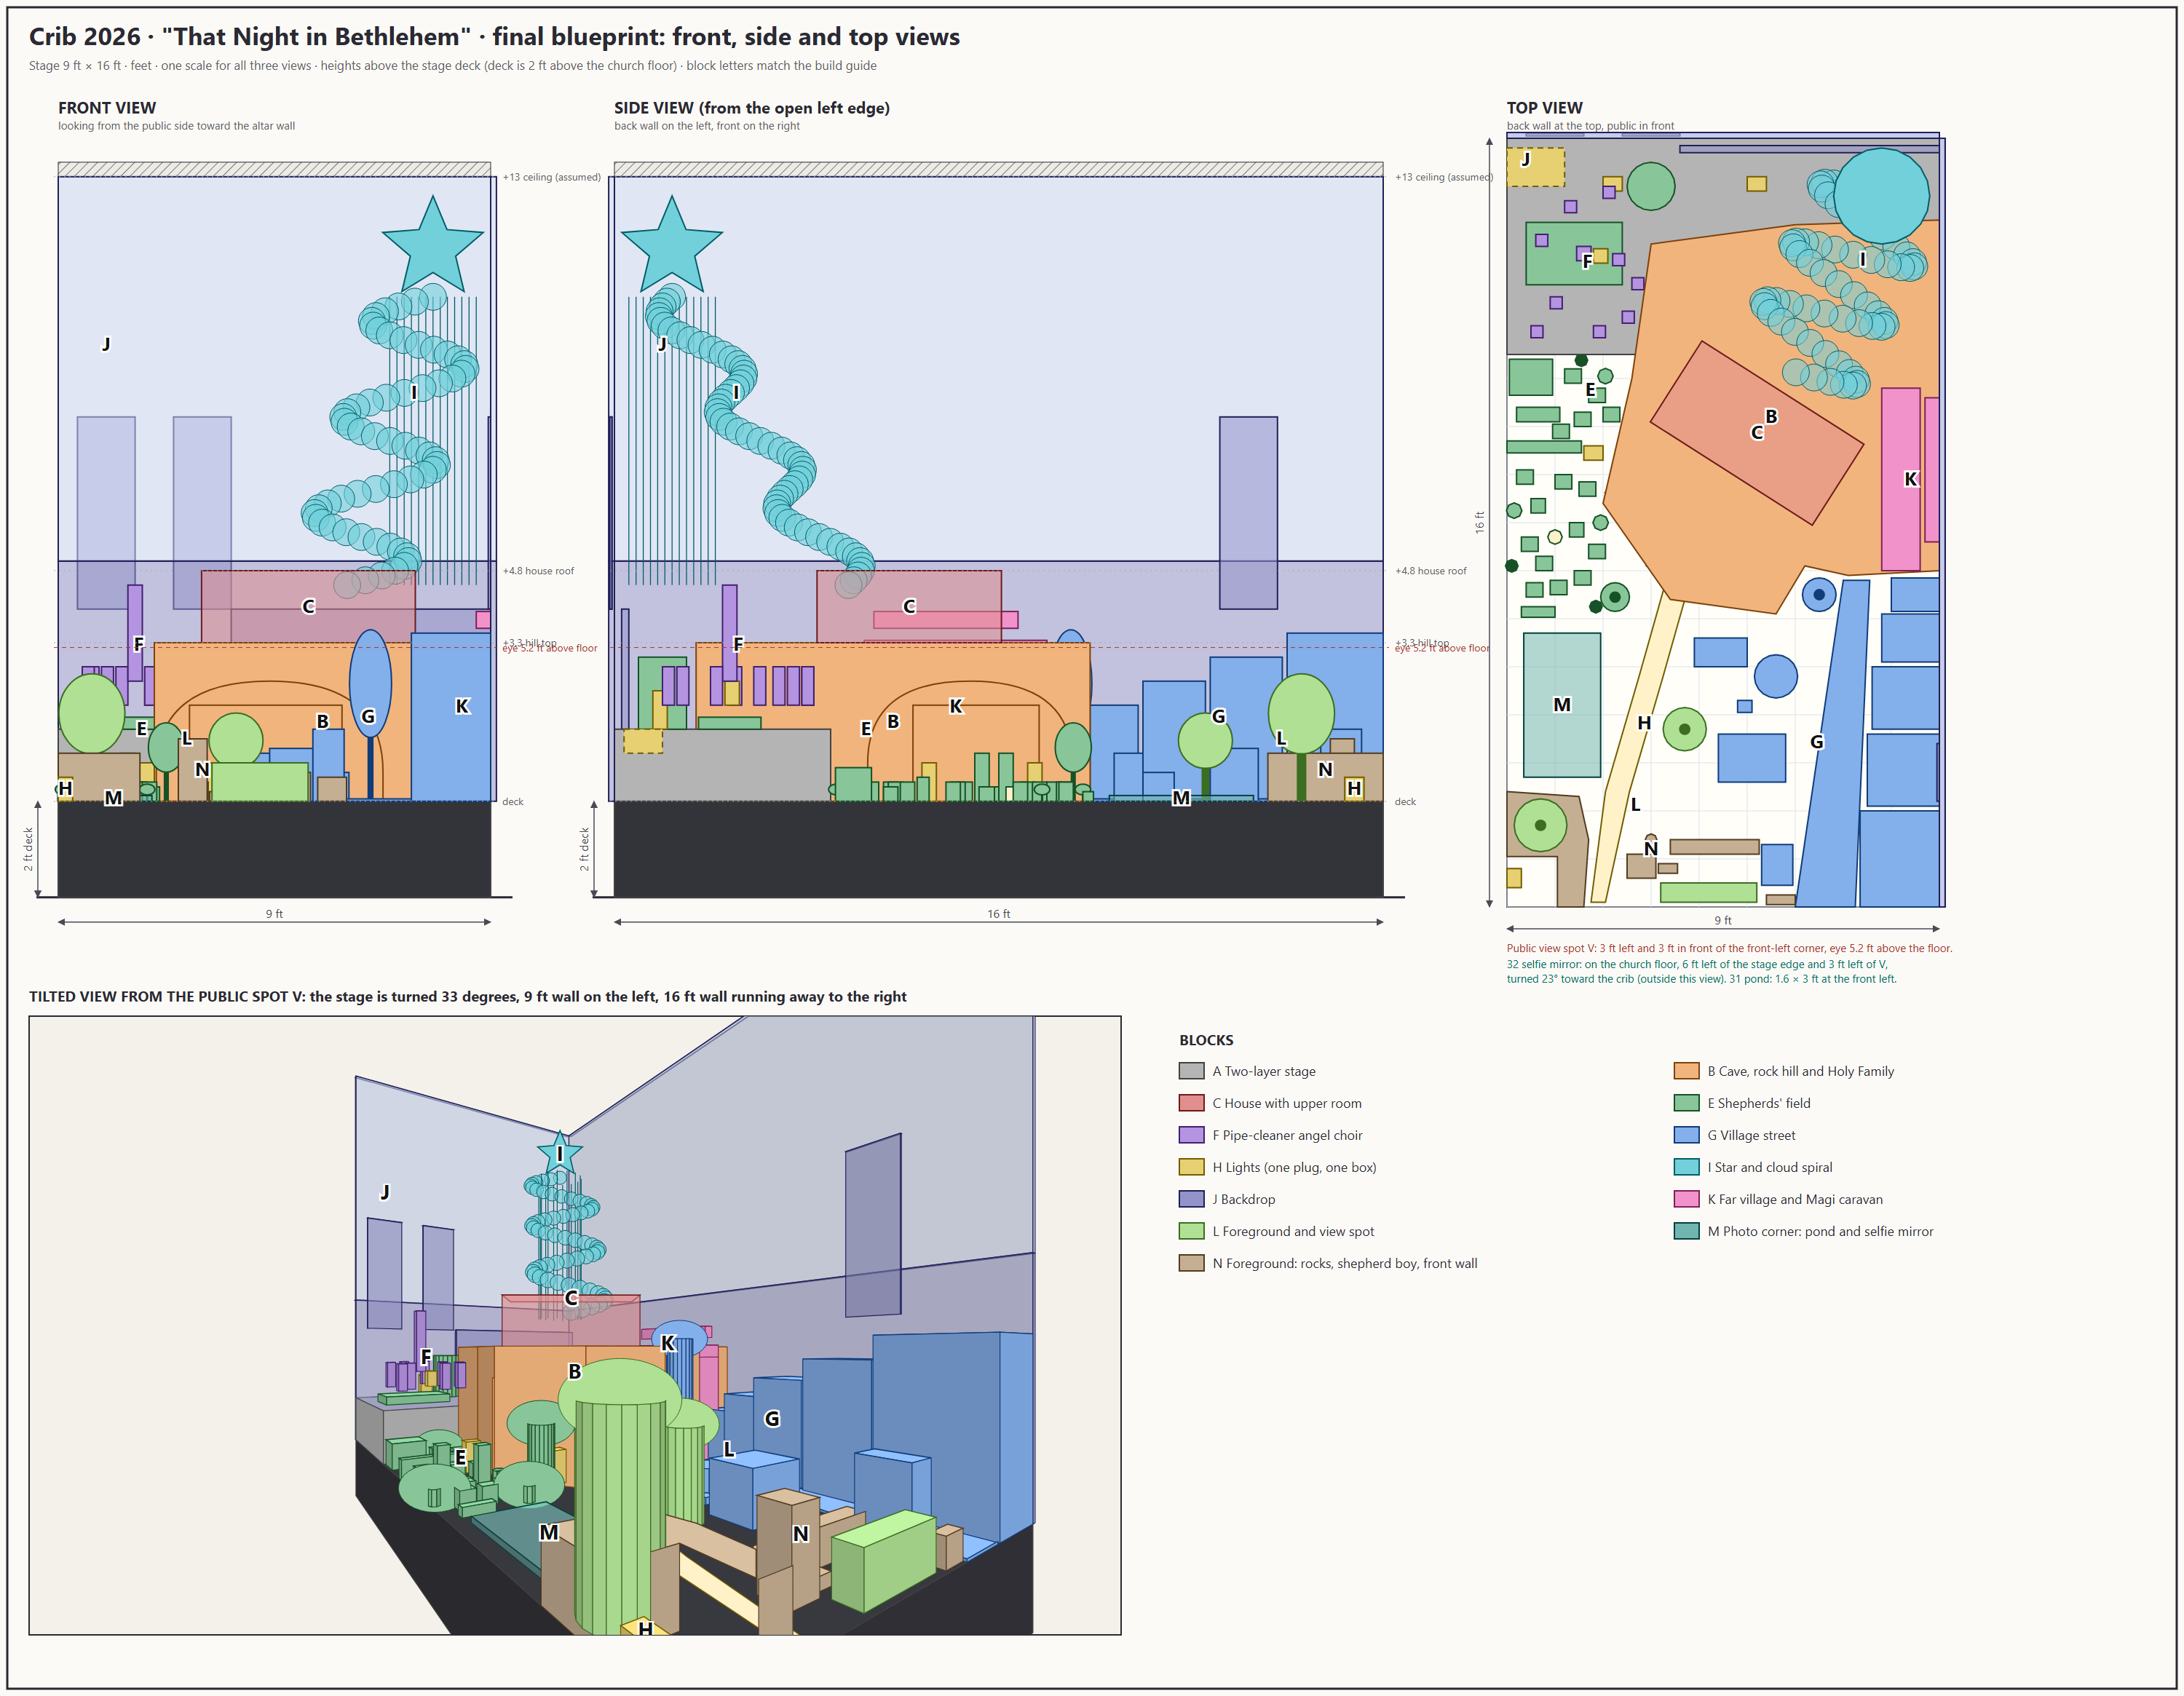 Crib 2026 · "That Night in Bethlehem" · final blueprint: front, side and top views
Stage 9 ft × 16 ft · feet · one scale for all three views · heights above the stage deck (deck is 2 ft above the church floor) · block letters match the build guide
FRONT VIEW
looking from the public side toward the altar wall
J
I
C
F
G
K
B
E
L
N
H
M
+13 ceiling (assumed)
+4.8 house roof
+3.3 hill top
eye 5.2 ft above floor
deck
2 ft deck
9 ft
SIDE VIEW (from the open left edge)
back wall on the left, front on the right
J
I
C
F
K
E
B
G
L
N
H
M
+13 ceiling (assumed)
+4.8 house roof
+3.3 hill top
eye 5.2 ft above floor
deck
2 ft deck
16 ft
TOP VIEW
back wall at the top, public in front
J
F
I
E
B
C
K
M
H
G
L
N
16 ft
9 ft
Public view spot V: 3 ft left and 3 ft in front of the front-left corner, eye 5.2 ft above the floor.
32 selfie mirror: on the church floor, 6 ft left of the stage edge and 3 ft left of V,
turned 23° toward the crib (outside this view). 31 pond: 1.6 × 3 ft at the front left.
TILTED VIEW FROM THE PUBLIC SPOT V: the stage is turned 33 degrees, 9 ft wall on the left, 16 ft wall running away to the right
I
J
C
K
F
B
G
L
E
M
N
H
BLOCKS
A Two-layer stage
B Cave, rock hill and Holy Family
C House with upper room
E Shepherds' field
F Pipe-cleaner angel choir
G Village street
H Lights (one plug, one box)
I Star and cloud spiral
J Backdrop
K Far village and Magi caravan
L Foreground and view spot
M Photo corner: pond and selfie mirror
N Foreground: rocks, shepherd boy, front wall